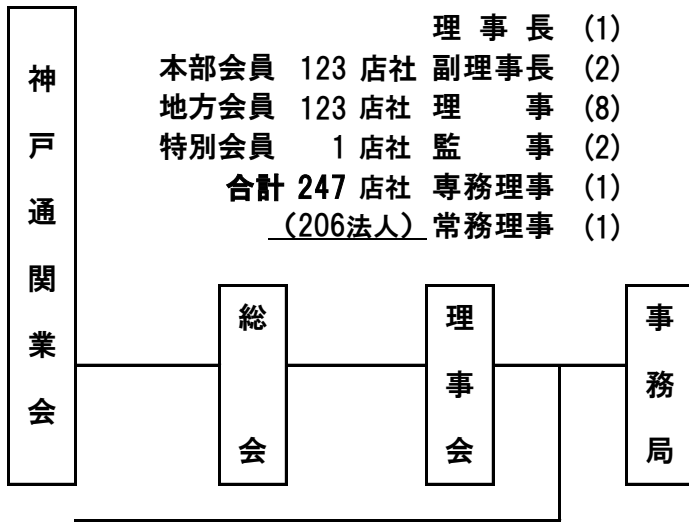 神戸通関業会
理事長 (1)
本部会員 123 店社 副理事長 (2)
地方会員 123 店社 理 事 (8)
特別会員 1 店社 監 事 (2)
合計 247 店社 専務理事 (1)
(206法人) 常務理事 (1)
総会
理事会
事務局